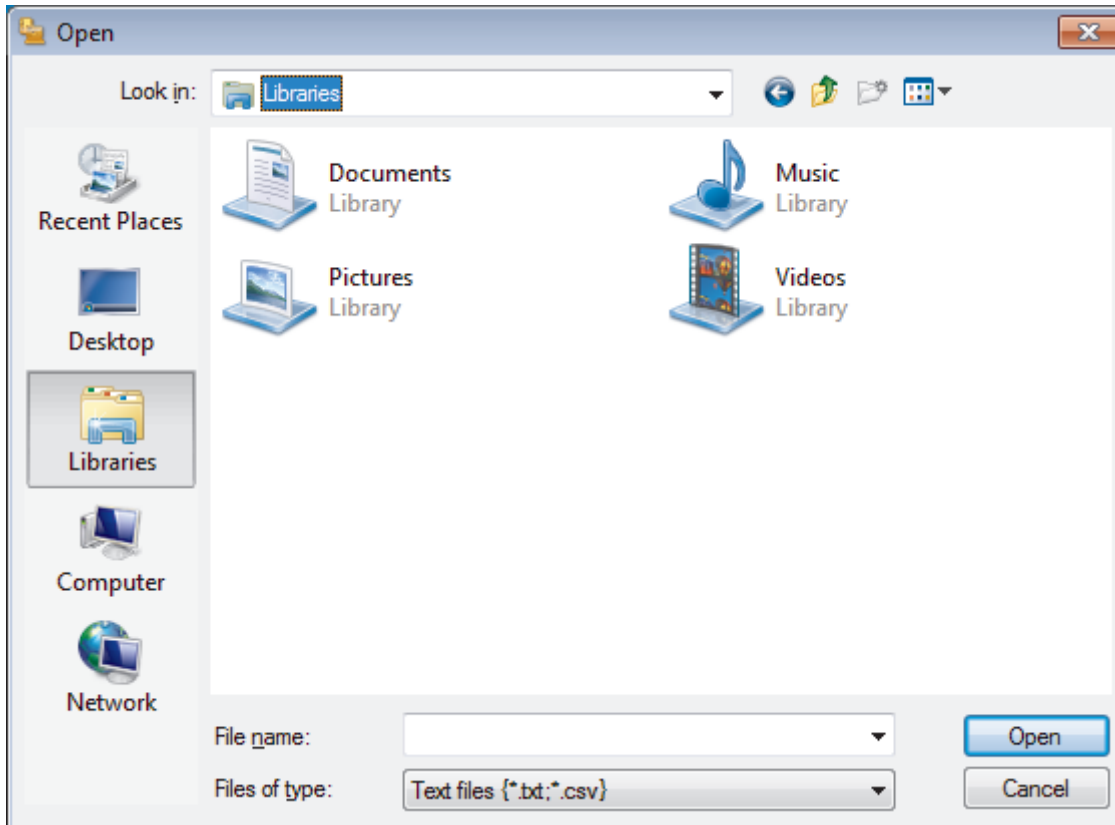 Open
Look in: Libraries
Recent Places
Desktop
Libraries
Computer
Network
Documents
Library
Music
Library
Pictures
Library
Videos
Library
File name:
Open
Files of type: Text files {*.txt;*.csv}
Cancel